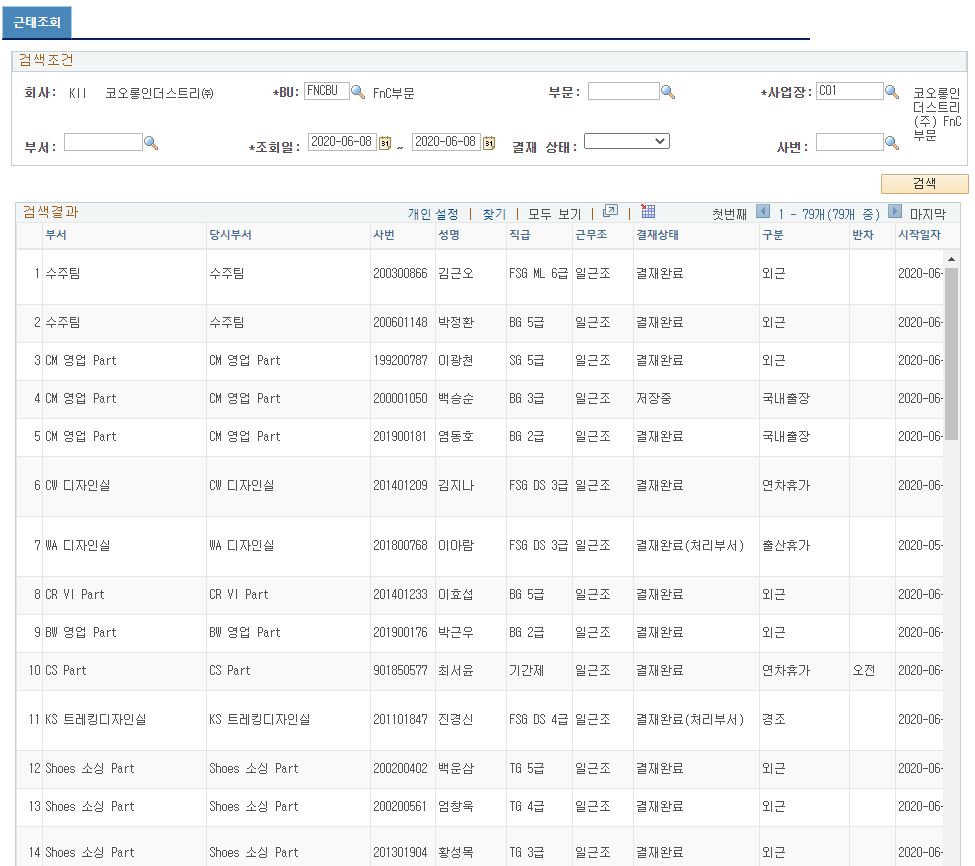 근태조회
검색조건
회사: KII 코오롱인더스트리㈜ *BU: FNCBU FnC부문 부문: *사업장: C01 코오롱인
더스트리
(주) FnC
부문
부서: *조회일: 2020-06-08 ~ 2020-06-08 결재 상태: 사번:
검색
검색결과 개인 설정 | 찾기 | 모두 보기 | | 첫번째 1 - 79개(79개 중) 마지막
부서 당시부서 사번 성명 직급 근무조 결재상태 구분 반차 시작일자
1 수주팀 수주팀 200300866 김근오 FSG ML 6급 일근조 결재완료 외근 2020-06-
2 수주팀 수주팀 200601148 박정환 BG 5급 일근조 결재완료 외근 2020-06-
3 CM 영업 Part CM 영업 Part 199200787 이광천 SG 5급 일근조 결재완료 외근 2020-06-
4 CM 영업 Part CM 영업 Part 200001050 백승순 BG 3급 일근조 저장중 국내출장 2020-06-
5 CM 영업 Part CM 영업 Part 201900181 염동호 BG 2급 일근조 결재완료 국내출장 2020-06-
6 CW 디자인실 CW 디자인실 201401209 김지나 FSG DS 3급 일근조 결재완료 연차휴가 2020-06-
7 WA 디자인실 WA 디자인실 201800768 이아람 FSG DS 3급 일근조 결재완료(처리부서) 출산휴가 2020-05-
8 CR VI Part CR VI Part 201401233 이효섭 BG 5급 일근조 결재완료 외근 2020-06-
9 BW 영업 Part BW 영업 Part 201900176 박근우 BG 2급 일근조 결재완료 외근 2020-06-
10 CS Part CS Part 901850577 최서윤 기간제 일근조 결재완료 연차휴가 오전 2020-06-
11 KS 트레킹디자인실 KS 트레킹디자인실 201101847 진경신 FSG DS 4급 일근조 결재완료(처리부서) 경조 2020-06-
12 Shoes 소싱 Part Shoes 소싱 Part 200200402 백운삼 TG 5급 일근조 결재완료 외근 2020-06-
13 Shoes 소싱 Part Shoes 소싱 Part 200200561 엄창욱 TG 4급 일근조 결재완료 외근 2020-06-
14 Shoes 소싱 Part Shoes 소싱 Part 201301904 황성목 TG 3급 일근조 결재완료 외근 2020-06-